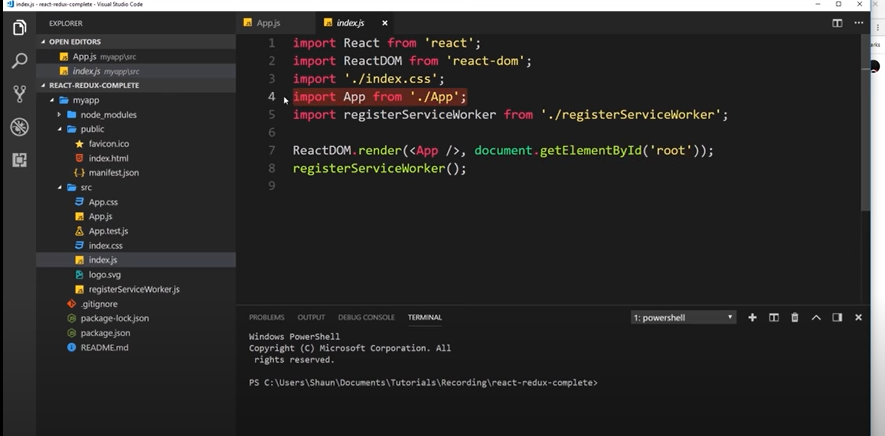 index.js - react-redux-complete - Visual Studio Code
EXPLORER
OPEN EDITORS
App.js myapp\src
index.js myapp\src
REACT-REDUX-COMPLETE
myapp
node_modules
public
favicon.ico
index.html
manifest.json
src
App.css
App.js
App.test.js
index.css
index.js
logo.svg
registerServiceWorker.js
.gitignore
package-lock.json
package.json
README.md
App.js
index.js
1 import React from 'react';
2 import ReactDOM from 'react-dom';
3 import './index.css';
4 import App from './App';
5 import registerServiceWorker from './registerServiceWorker';
6
7 ReactDOM.render(<App />, document.getElementById('root'));
8 registerServiceWorker();
9
PROBLEMS OUTPUT DEBUG CONSOLE TERMINAL
1: powershell
Windows PowerShell
Copyright (C) Microsoft Corporation. All
rights reserved.
PS C:\Users\Shaun\Documents\Tutorials\Recording\react-redux-complete>